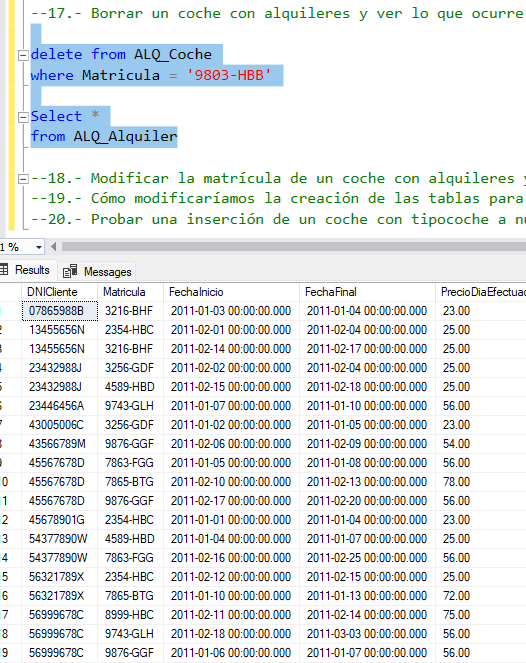 --17.- Borrar un coche con alquileres y ver lo que ocurre
delete from ALQ_Coche
where Matricula = '9803-HBB'
Select *
from ALQ_Alquiler
--18.- Modificar la matrícula de un coche con alquileres y
--19.- Cómo modificaríamos la creación de las tablas para
--20.- Probar una inserción de un coche con tipocoche a nu
1 %
Results Messages
DNICliente Matricula FechaInicio FechaFinal PrecioDiaEfectuad
07865988B 3216-BHF 2011-01-03 00:00:00.000 2011-01-04 00:00:00.000 23.00
2 13455656N 2354-HBC 2011-02-01 00:00:00.000 2011-02-04 00:00:00.000 25.00
3 13455656N 3216-BHF 2011-02-14 00:00:00.000 2011-02-17 00:00:00.000 25.00
4 23432988J 3256-GDF 2011-02-02 00:00:00.000 2011-02-04 00:00:00.000 25.00
5 23432988J 4589-HBD 2011-02-15 00:00:00.000 2011-02-18 00:00:00.000 25.00
6 23446456A 9743-GLH 2011-01-07 00:00:00.000 2011-01-10 00:00:00.000 56.00
7 43005006C 3256-GDF 2011-01-02 00:00:00.000 2011-01-05 00:00:00.000 23.00
8 43566789M 9876-GGF 2011-02-06 00:00:00.000 2011-02-09 00:00:00.000 54.00
9 45567678D 7863-FGG 2011-01-05 00:00:00.000 2011-01-08 00:00:00.000 56.00
10 45567678D 7865-BTG 2011-02-10 00:00:00.000 2011-02-13 00:00:00.000 78.00
11 45567678D 9876-GGF 2011-02-17 00:00:00.000 2011-02-20 00:00:00.000 56.00
12 45678901G 2354-HBC 2011-01-01 00:00:00.000 2011-01-04 00:00:00.000 23.00
13 54377890W 4589-HBD 2011-01-04 00:00:00.000 2011-01-07 00:00:00.000 25.00
14 54377890W 7863-FGG 2011-02-16 00:00:00.000 2011-02-25 00:00:00.000 56.00
15 56321789X 2354-HBC 2011-02-12 00:00:00.000 2011-02-15 00:00:00.000 25.00
16 56321789X 7865-BTG 2011-01-10 00:00:00.000 2011-01-13 00:00:00.000 72.00
17 56999678C 8999-HBC 2011-02-11 00:00:00.000 2011-02-14 00:00:00.000 75.00
18 56999678C 9743-GLH 2011-02-18 00:00:00.000 2011-03-03 00:00:00.000 56.00
19 56999678C 9876-GGF 2011-01-06 00:00:00.000 2011-01-07 00:00:00.000 56.00